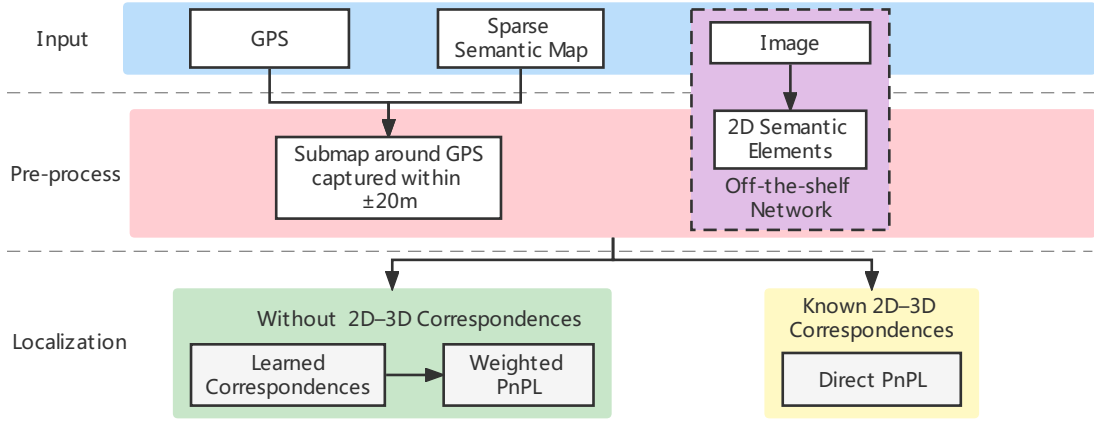 Input
GPS
Sparse
Semantic Map
Image
Pre-process
Submap around GPS
captured within
±20m
2D Semantic
Elements
Off-the-shelf
Network
Localization
Without 2D–3D Correspondences
Learned
Correspondences
Weighted
PnPL
Known 2D–3D
Correspondences
Direct PnPL